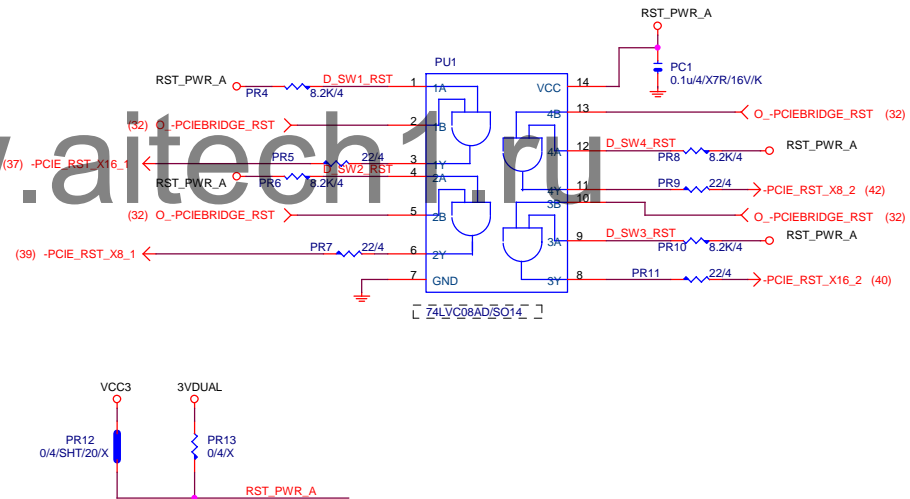 RST_PWR_A
PU1
PC1
0.1u/4/X7R/16V/K
RST_PWR_A
PR4
8.2K/4
D_SW1_RST
1
1A
VCC
14
(32) O_-PCIEBRIDGE_RST
2
1B
4B
13
O_-PCIEBRIDGE_RST (32)
(37) -PCIE_RST_X16_1
PR5
22/4
3
1Y
4A
12
D_SW4_RST
PR8
8.2K/4
RST_PWR_A
RST_PWR_A
PR6
8.2K/4
D_SW2_RST
4
2A
4Y
11
PR9
22/4
-PCIE_RST_X8_2 (42)
(32) O_-PCIEBRIDGE_RST
5
2B
3B
10
O_-PCIEBRIDGE_RST (32)
3A
9
D_SW3_RST
PR10
8.2K/4
RST_PWR_A
(39) -PCIE_RST_X8_1
PR7
22/4
6
2Y
7
GND
3Y
8
PR11
22/4
-PCIE_RST_X16_2 (40)
74LVC08AD/SO14
w.aitech1.ru
VCC3
3VDUAL
PR12
0/4/SHT/20/X
PR13
0/4/X
RST_PWR_A